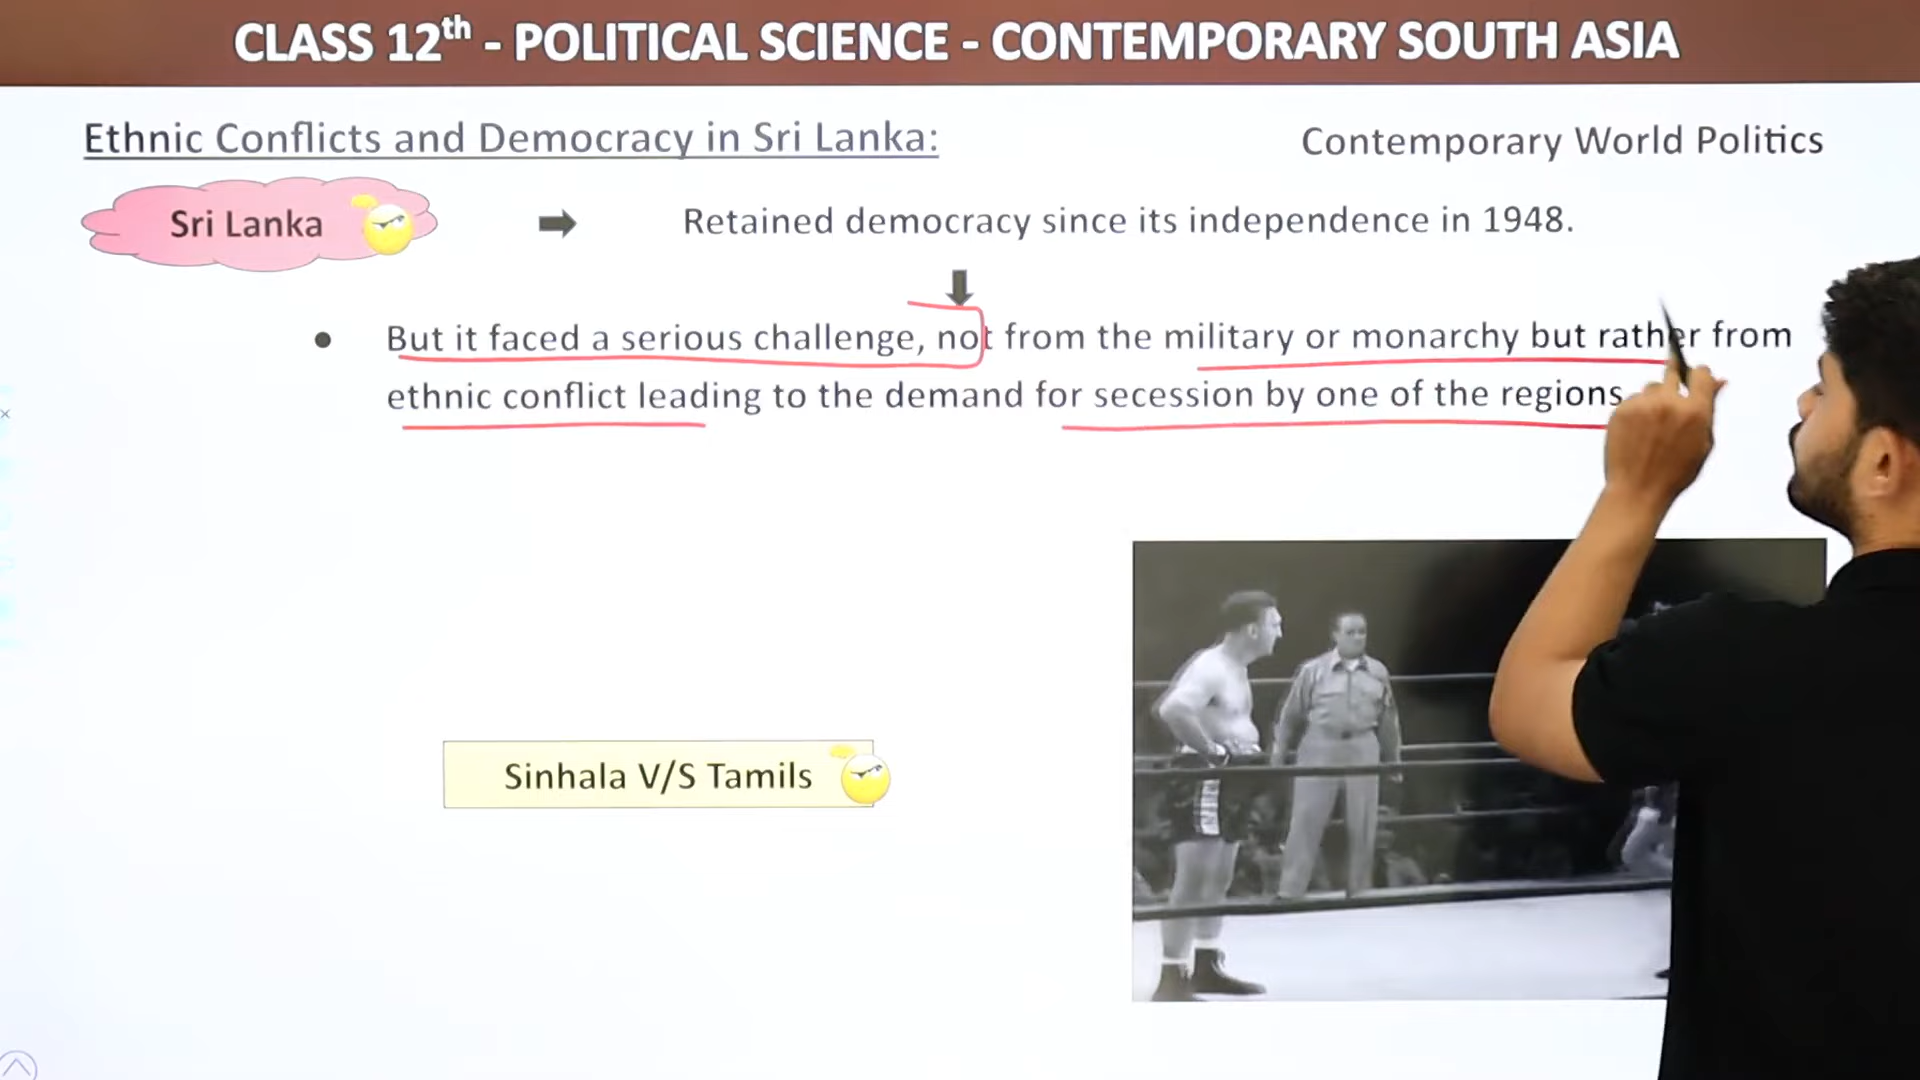 CLASS 12th - POLITICAL SCIENCE - CONTEMPORARY SOUTH ASIA
Ethnic Conflicts and Democracy in Sri Lanka:
Contemporary World Politics
Sri Lanka
Retained democracy since its independence in 1948.
But it faced a serious challenge, not from the military or monarchy but rather from
ethnic conflict leading to the demand for secession by one of the regions
Sinhala V/S Tamils